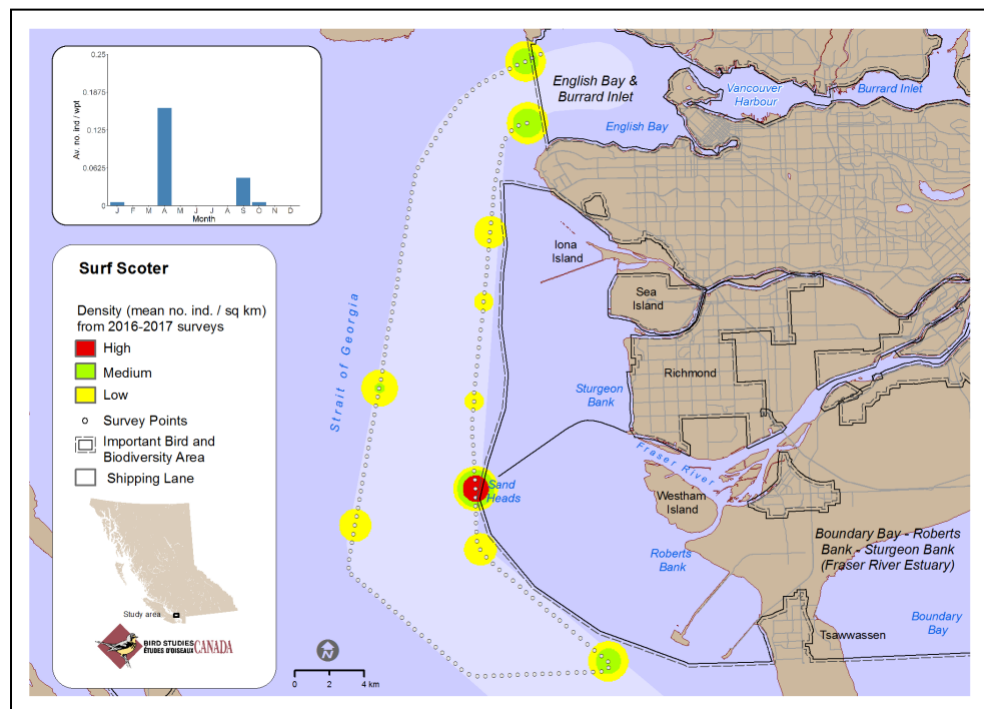 0.25
0.1875
0.125
0.0625
0
Av. no. ind / svpt
J F M A M J J A S O N D
Month
Surf Scoter
Density (mean no. ind. / sq km)
from 2016-2017 surveys
High
Medium
Low
Survey Points
Important Bird and
Biodiversity Area
Shipping Lane
Study area
BIRD STUDIES
ÉTUDES D'OISEAUX
CANADA
N
0 2 4 km
Strait of Georgia
English Bay &
Burrard Inlet
Vancouver
Harbour
Burrard Inlet
English Bay
Iona
Island
Sea
Island
Richmond
Sturgeon
Bank
Fraser River
Sand
Heads
Westham
Island
Roberts
Bank
Boundary Bay - Roberts
Bank - Sturgeon Bank
(Fraser River Estuary)
Boundary
Bay
Tsawwassen